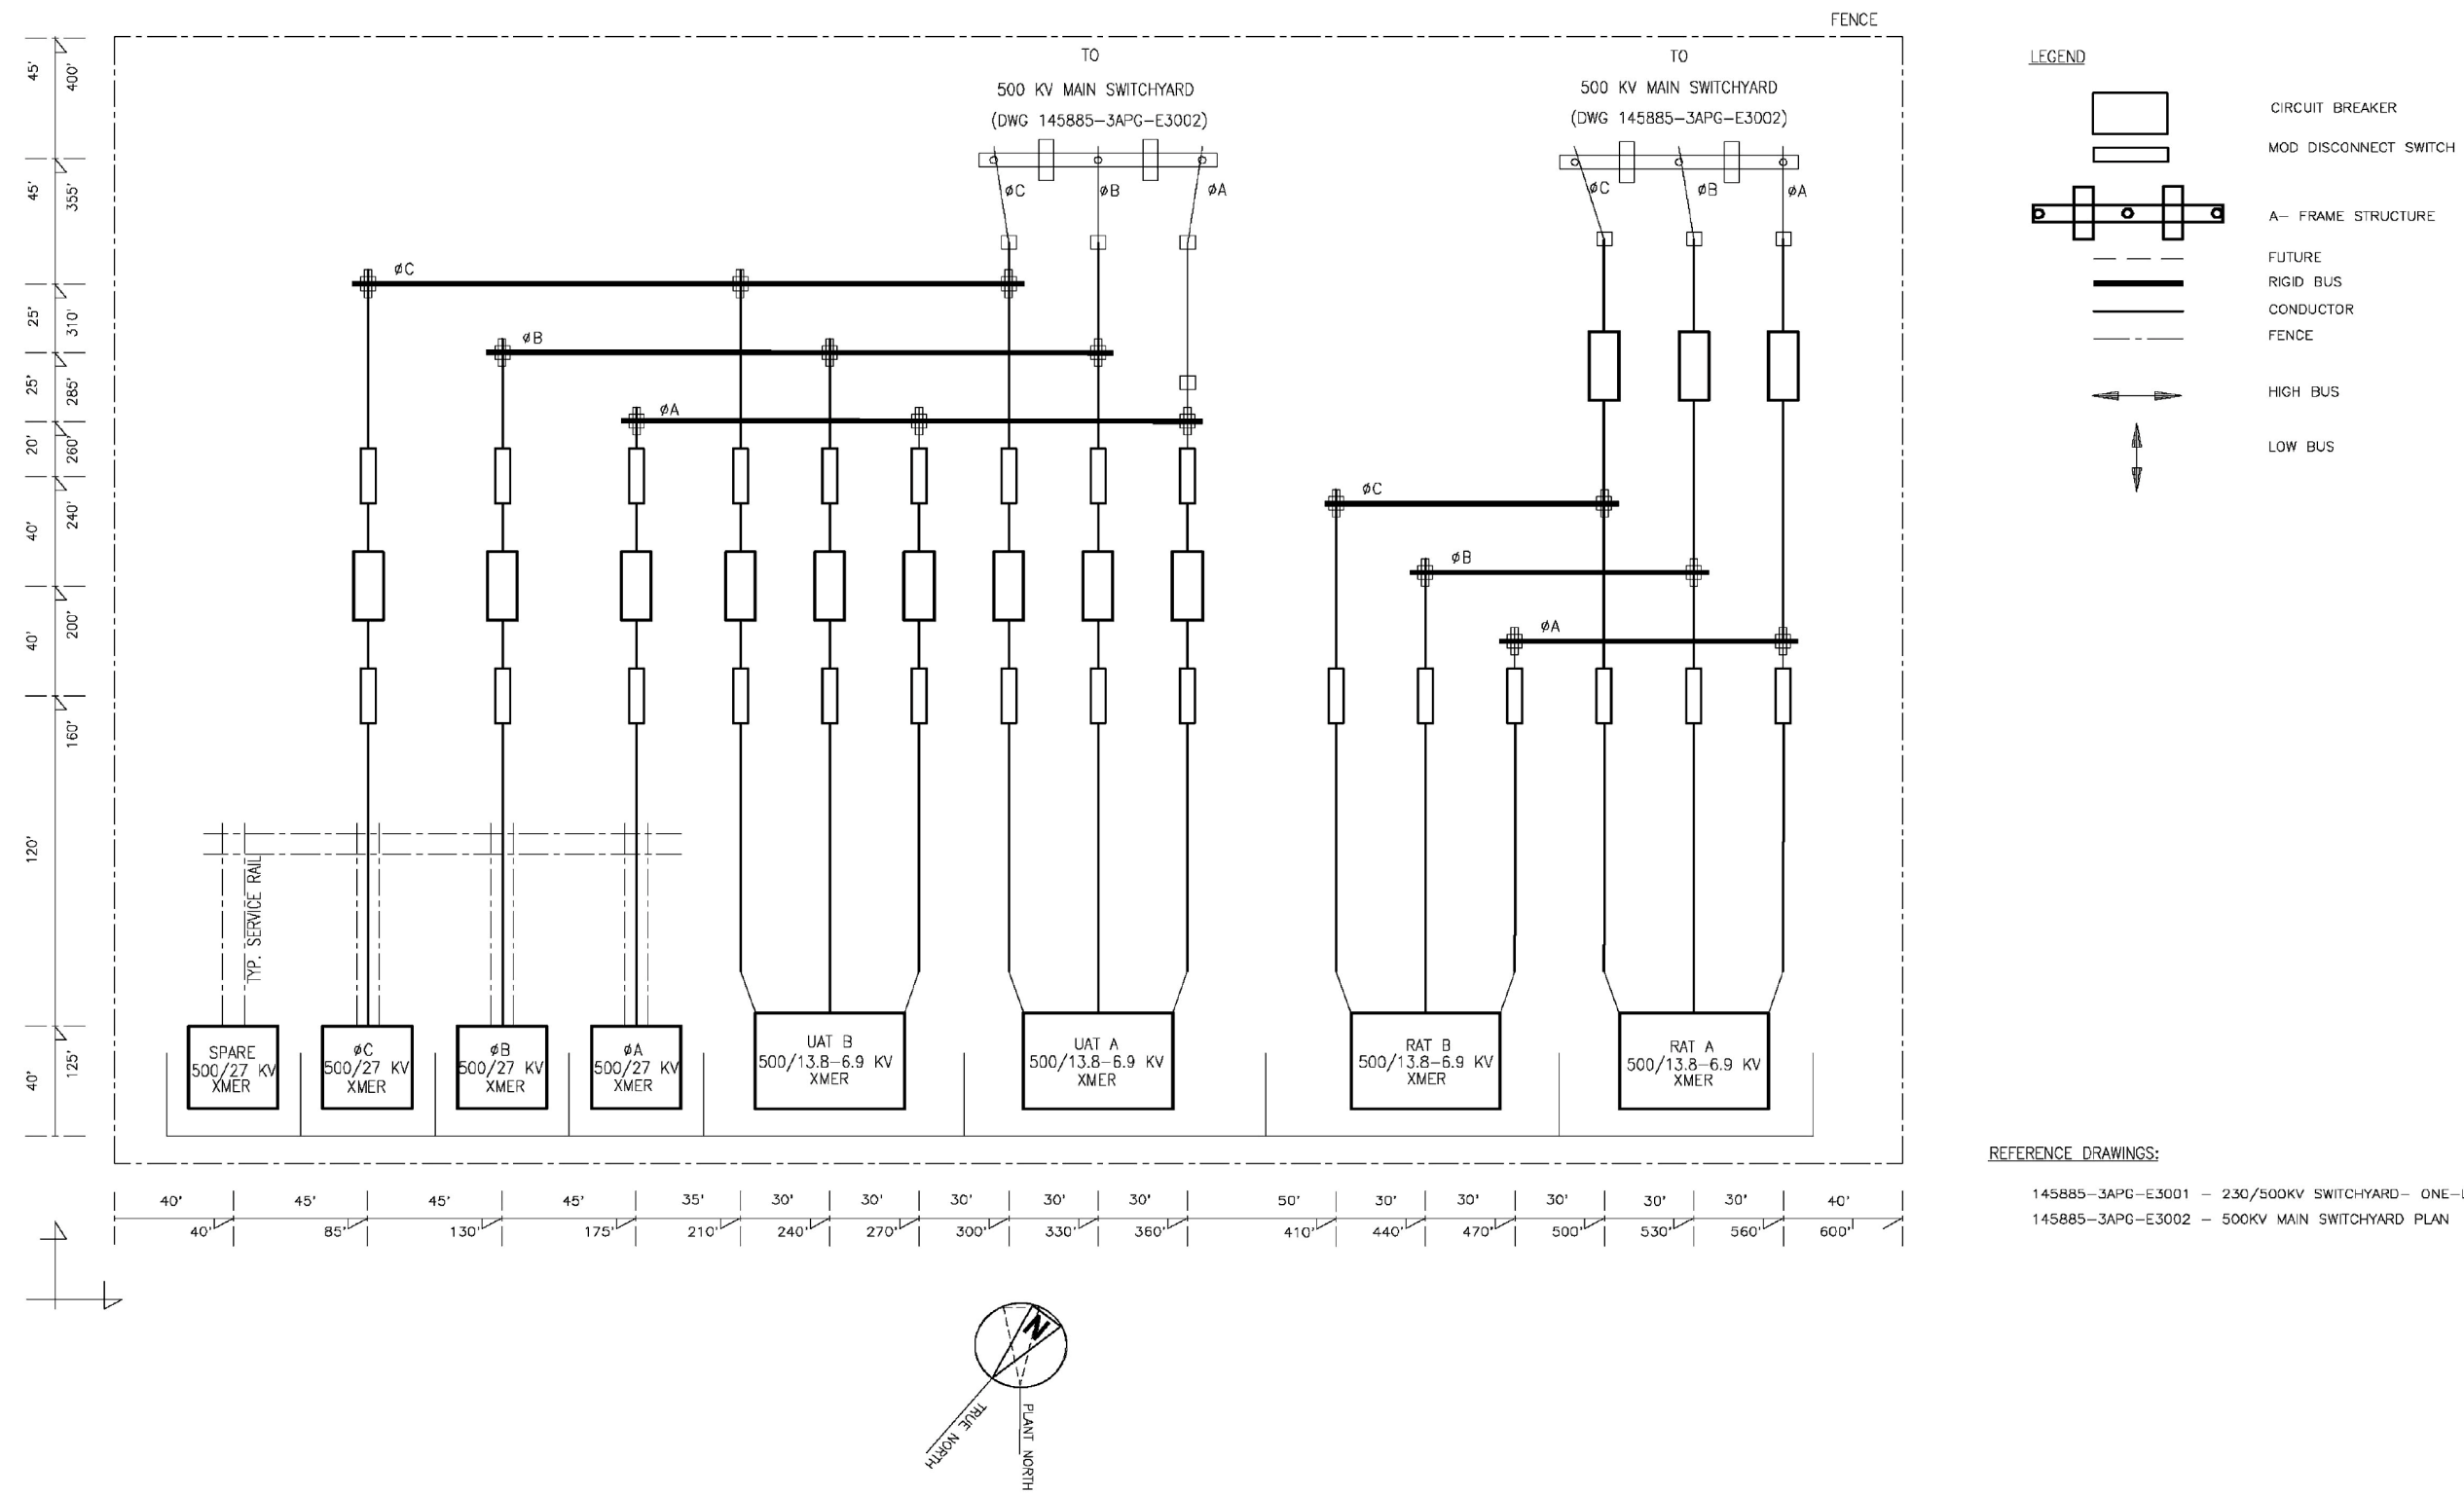 FENCE
TO
500 KV MAIN SWITCHYARD
(DWG 145885-3APG-E3002)
TO
500 KV MAIN SWITCHYARD
(DWG 145885-3APG-E3002)
øC
øB
øA
øC
øB
øA
øC
øB
øA
øC
øB
øA
45'
400'
45'
355'
25'
310'
25'
285'
20'
260'
40'
240'
40'
200'
160'
120'
40'
125'
TYP. SERVICE RAIL
SPARE
500/27 KV
XMER
øC
500/27 KV
XMER
øB
500/27 KV
XMER
øA
500/27 KV
XMER
UAT B
500/13.8-6.9 KV
XMER
UAT A
500/13.8-6.9 KV
XMER
RAT B
500/13.8-6.9 KV
XMER
RAT A
500/13.8-6.9 KV
XMER
40' 45' 45' 45' 35' 30' 30' 30' 30' 30' 50' 30' 30' 30' 30' 30' 40'
40' 85' 130' 175' 210' 240' 270' 300' 330' 360' 410' 440' 470' 500' 530' 560' 600'
N
TRUE NORTH
PLANT NORTH
LEGEND
CIRCUIT BREAKER
MOD DISCONNECT SWITCH
A- FRAME STRUCTURE
FUTURE
RIGID BUS
CONDUCTOR
FENCE
HIGH BUS
LOW BUS
REFERENCE DRAWINGS:
145885-3APG-E3001 - 230/500KV SWITCHYARD- ONE-
145885-3APG-E3002 - 500KV MAIN SWITCHYARD PLAN